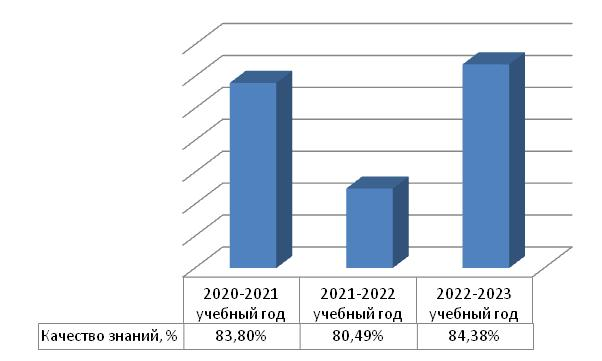 2020-2021 2021-2022 2022-2023
учебный год учебный год учебный год
Качество знаний, % 83,80% 80,49% 84,38%